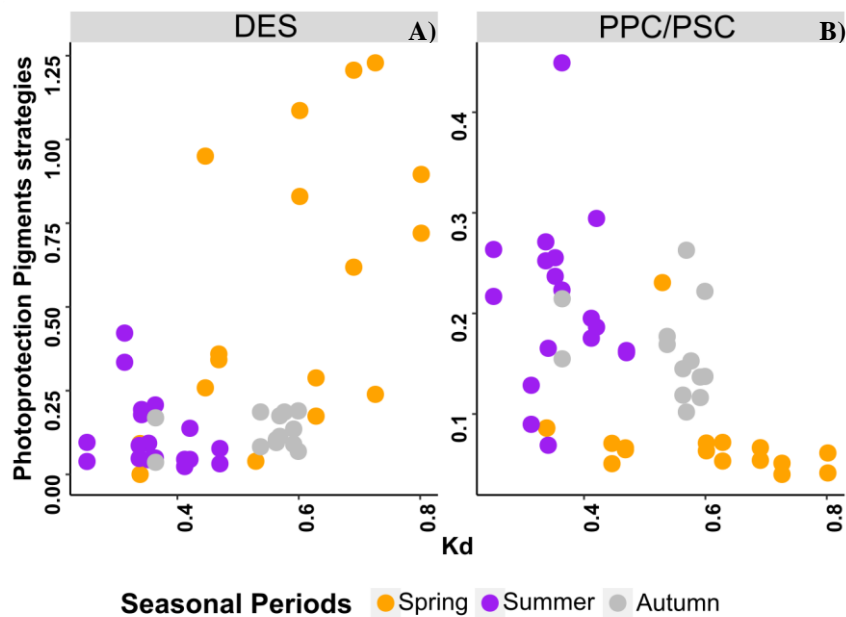 DES A)
PPC/PSC B)
Photoprotection Pigments strategies
1.25
1.00
0.75
0.50
0.25
0.00
0.4
0.3
0.2
0.1
0.4 0.6 0.8
0.4 0.6 0.8
Kd
Seasonal Periods Spring Summer Autumn